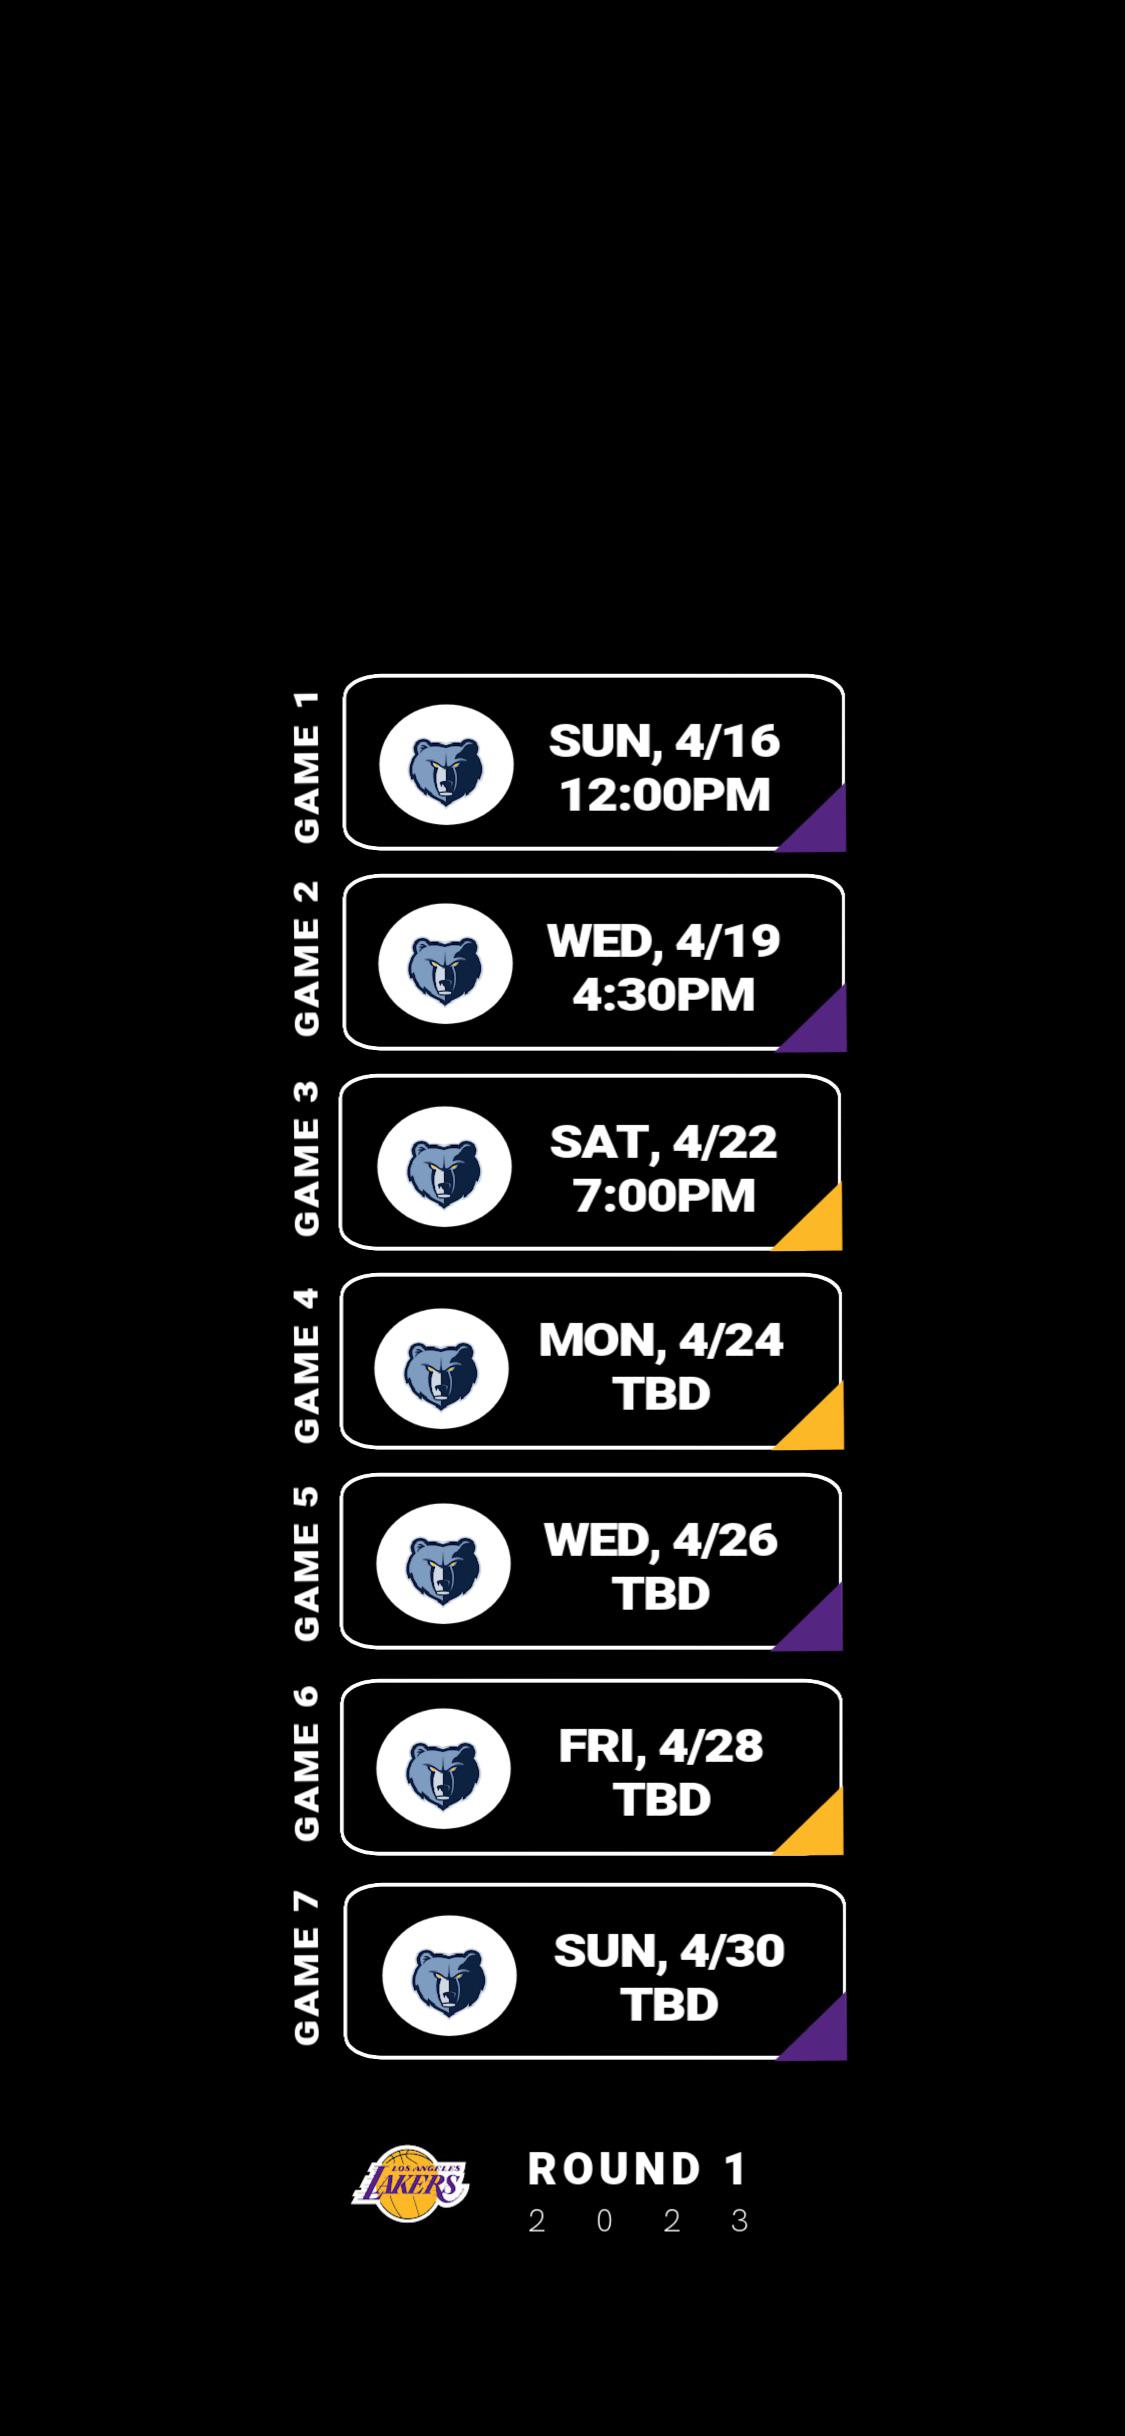 GAME 1
SUN, 4/16
12:00PM
GAME 2
WED, 4/19
4:30PM
GAME 3
SAT, 4/22
7:00PM
GAME 4
MON, 4/24
TBD
GAME 5
WED, 4/26
TBD
GAME 6
FRI, 4/28
TBD
GAME 7
SUN, 4/30
TBD
LOS ANGELES
LAKERS
ROUND 1
2 0 2 3